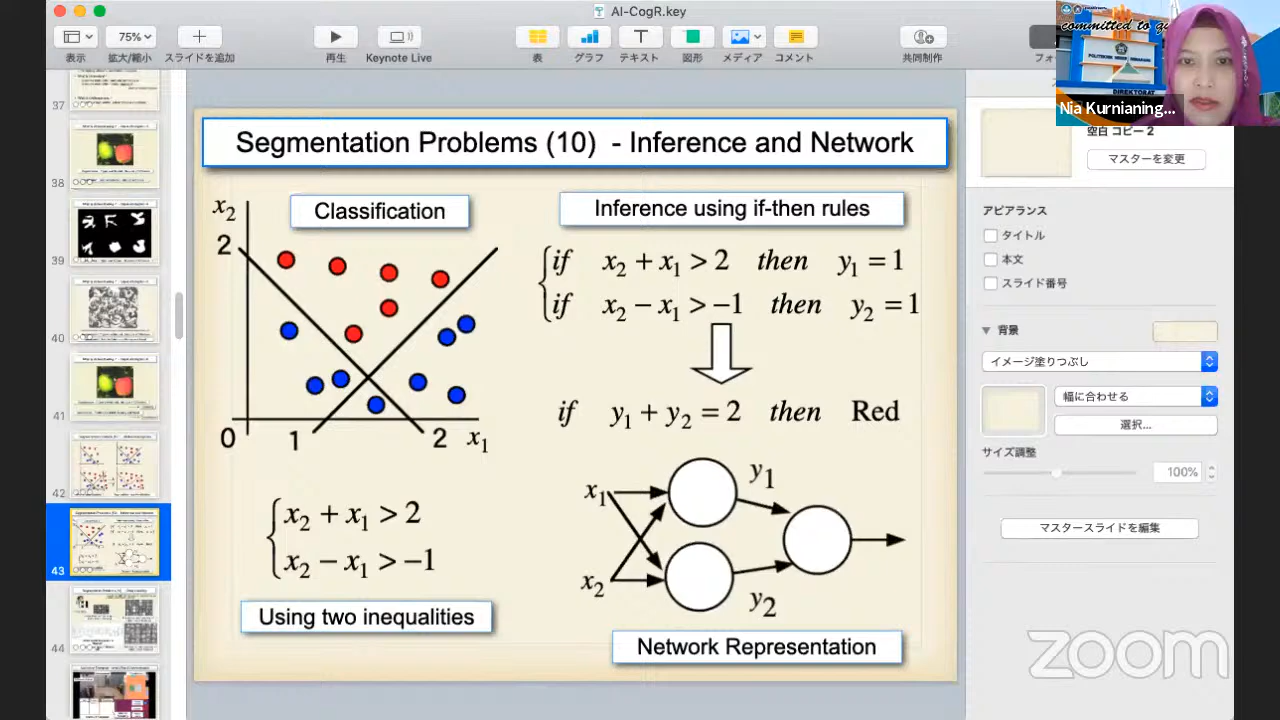 AI-CogR.key
75%
表示
拡大/縮小
スライドを追加
再生
Keynote Live
表
グラフ
テキスト
図形
メディア
コメント
共同制作
committed to
DIREKTORAT
Nia Kurnianing...
37
38
39
40
41
42
43
44
Segmentation Problems (10) - Inference and Network
Classification
x₂
2
0
1
2
x₁
x₂ + x₁ > 2
x₂ − x₁ > −1
Using two inequalities
Inference using if-then rules
if x₂ + x₁ > 2 then y₁ = 1
if x₂ − x₁ > −1 then y₂ = 1
if y₁ + y₂ = 2 then Red
x₁
x₂
y₁
y₂
Network Representation
空白 コピー 2
マスターを変更
アピアランス
タイトル
本文
スライド番号
背景
イメージ塗りつぶし
幅に合わせる
選択...
サイズ調整
100%
マスタースライドを編集
zoom